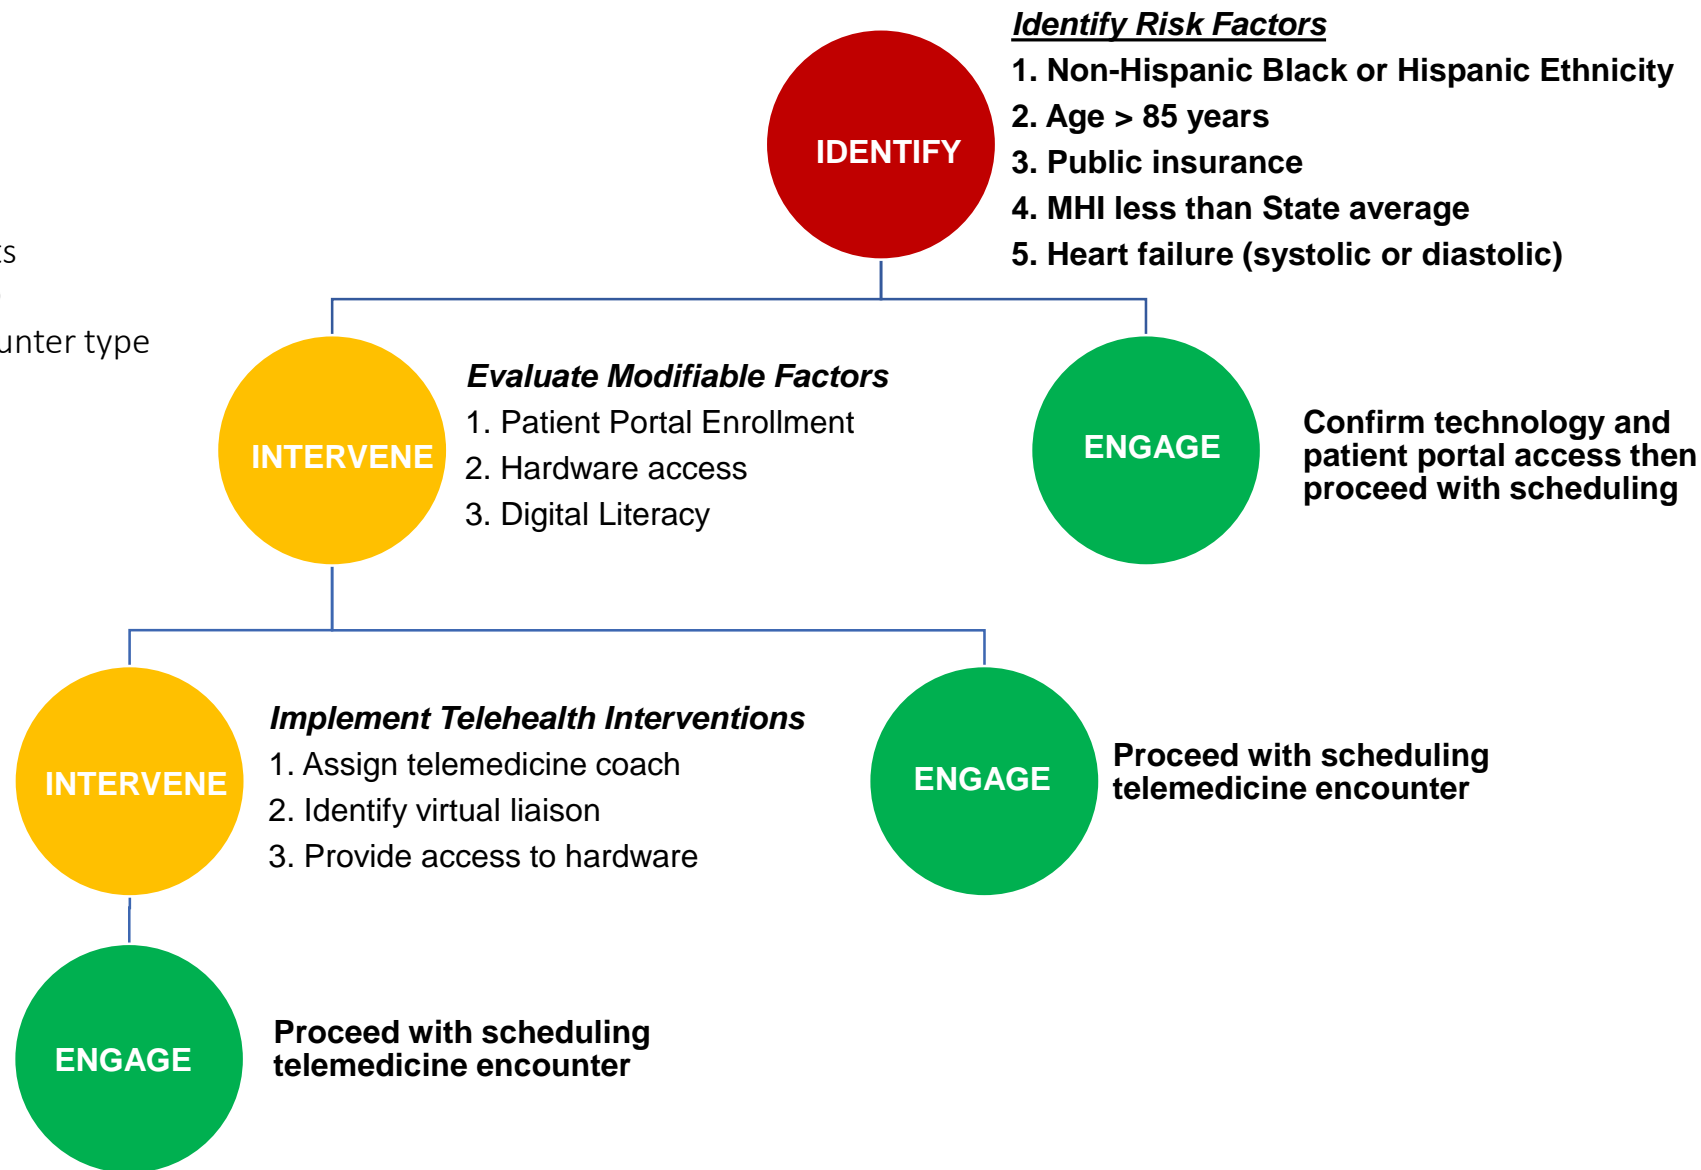 Identify Risk Factors
1. Non-Hispanic Black or Hispanic Ethnicity
2. Age > 85 years
3. Public insurance
4. MHI less than State average
5. Heart failure (systolic or diastolic)
IDENTIFY
ts
unter type
INTERVENE
Evaluate Modifiable Factors
1. Patient Portal Enrollment
2. Hardware access
3. Digital Literacy
ENGAGE
Confirm technology and
patient portal access then
proceed with scheduling
INTERVENE
Implement Telehealth Interventions
1. Assign telemedicine coach
2. Identify virtual liaison
3. Provide access to hardware
ENGAGE
Proceed with scheduling
telemedicine encounter
ENGAGE
Proceed with scheduling
telemedicine encounter